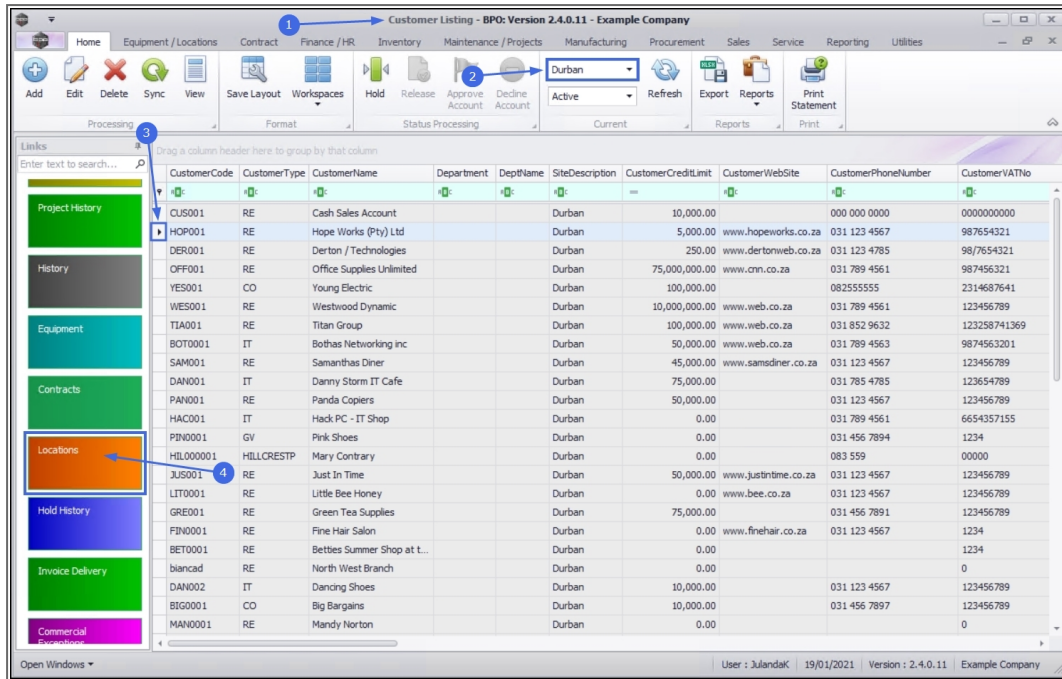 1
Customer Listing - BPO: Version 2.4.0.11 - Example Company
Home Equipment / Locations Contract Finance / HR Inventory Maintenance / Projects Manufacturing Procurement Sales Service Reporting Utilities
Add Edit Delete Sync View Save Layout Workspaces Hold Release Approve Account Decline Account
2
Durban
Active
Refresh Export Reports Print Statement
Processing Format Status Processing Current Reports Print
3
Links
Enter text to search...
Drag a column header here to group by that column
CustomerCode CustomerType CustomerName Department DeptName SiteDescription CustomerCreditLimit CustomerWebSite CustomerPhoneNumber CustomerVATNo
CUS001 RE Cash Sales Account Durban 10,000.00 000 000 0000 0000000000
HOP001 RE Hope Works (Pty) Ltd Durban 5,000.00 www.hopeworks.co.za 031 123 4567 987654321
DER001 RE Derton / Technologies Durban 250.00 www.dertonweb.co.za 031 123 4785 98/7654321
OFF001 RE Office Supplies Unlimited Durban 75,000,000.00 www.cnn.co.za 031 789 4561 987456321
YES001 CO Young Electric Durban 100,000.00 082555555 2314687641
WES001 RE Westwood Dynamic Durban 10,000,000.00 www.web.co.za 031 789 4561 123456789
TIA001 RE Titan Group Durban 100,000.00 www.web.co.za 031 852 9632 123258741369
BOT0001 IT Bothas Networking inc Durban 50,000.00 www.web.co.za 031 789 4563 9874563201
SAM001 RE Samanthas Diner Durban 45,000.00 www.samsdiner.co.za 031 123 4567 123456789
DAN001 IT Danny Storm IT Cafe Durban 75,000.00 031 785 4785 123654789
PAN001 RE Panda Copiers Durban 50,000.00 031 123 4567 123456789
HAC001 IT Hack PC - IT Shop Durban 0.00 031 789 4561 6654357155
PIN0001 GV Pink Shoes Durban 0.00 031 456 7894 1234
HIL000001 HILLCRESTP Mary Contrary Durban 0.00 083 559 00000
JUS001 RE Just In Time Durban 50,000.00 www.justintime.co.za 031 123 4567 123456789
LIT0001 RE Little Bee Honey Durban 0.00 www.bee.co.za 031 123 4567 123456789
GRE001 RE Green Tea Supplies Durban 75,000.00 031 456 7891 123456789
FIN0001 RE Fine Hair Salon Durban 0.00 www.finehair.co.za 031 123 4567 1234
BET0001 RE Betties Summer Shop at t... Durban 0.00 1234
biancad RE North West Branch Durban 0.00 0
DAN002 IT Dancing Shoes Durban 10,000.00 031 123 4567 123456789
BIG0001 CO Big Bargains Durban 10,000.00 031 456 7897 123456789
MAN0001 RE Mandy Norton Durban 0.00 0
Project History
History
Equipment
Contracts
Locations
4
Hold History
Invoice Delivery
Commercial
Exceptions
Open Windows User : JulandaK 19/01/2021 Version : 2.4.0.11 Example Company